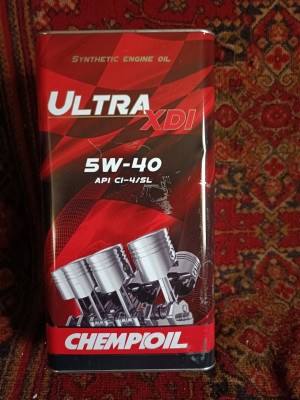 SYNTHETIC ENGINE OIL
ULTRA
XDI
5W-40
API CI-4/SL
CHEMPIOIL